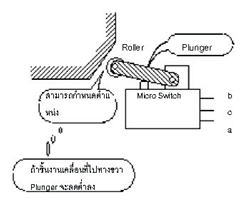 Roller
Plunger
สามารถกำหนดตำแ
หน่ง
Micro Switch
b
c
a
ถ้าชิ้นงานเคลื่อนที่ไปทางขวา
Plunger จะลดต่ำลง